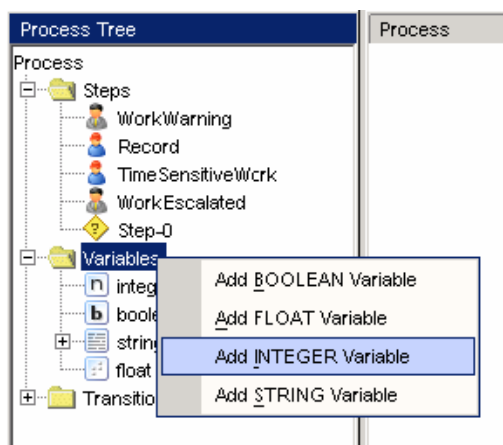 Process Tree
Process
Process
Steps
WorkWarning
Record
TimeSensitiveWork
WorkEscalated
Step-0
Variables
integ
boole
string
float
Transitio
Add BOOLEAN Variable
Add FLOAT Variable
Add INTEGER Variable
Add STRING Variable